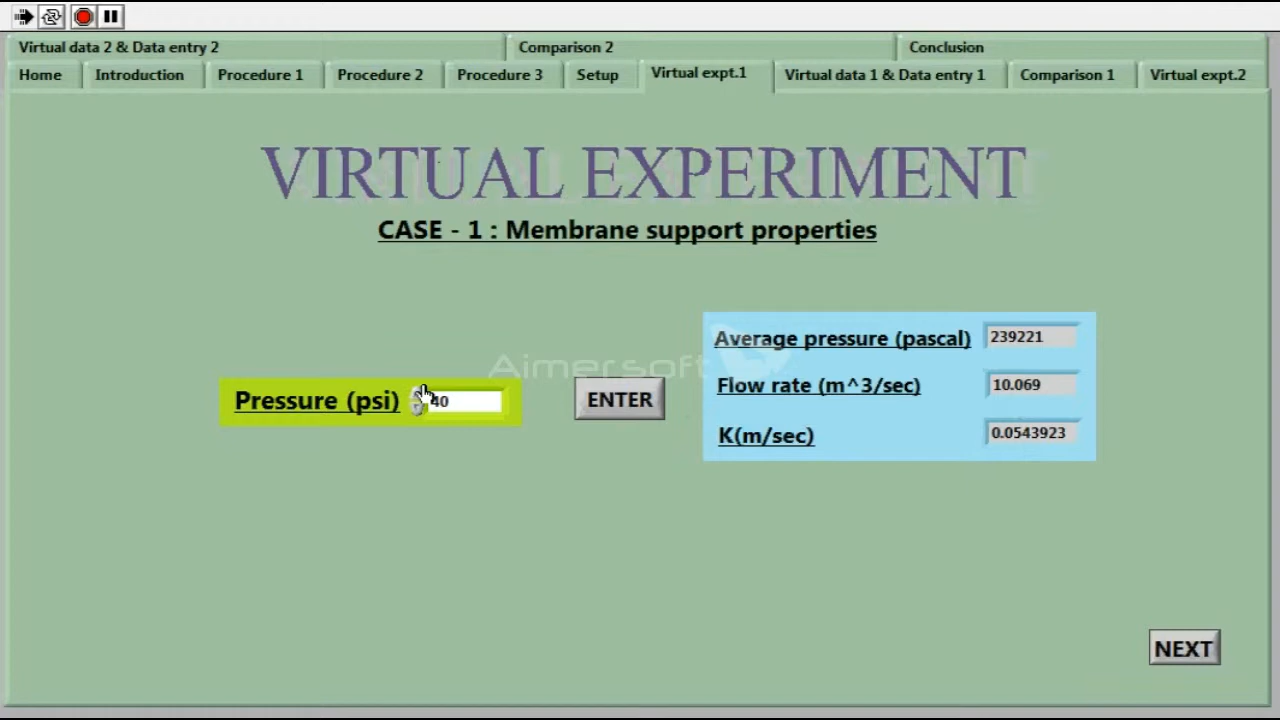 Virtual data 2 & Data entry 2 Comparison 2 Conclusion
Home Introduction Procedure 1 Procedure 2 Procedure 3 Setup Virtual expt.1 Virtual data 1 & Data entry 1 Comparison 1 Virtual expt.2
VIRTUAL EXPERIMENT
CASE - 1 : Membrane support properties
Average pressure (pascal) 239221
Aimersoft
Flow rate (m^3/sec) 10.069
Pressure (psi) 40 ENTER
K(m/sec) 0.0543923
NEXT